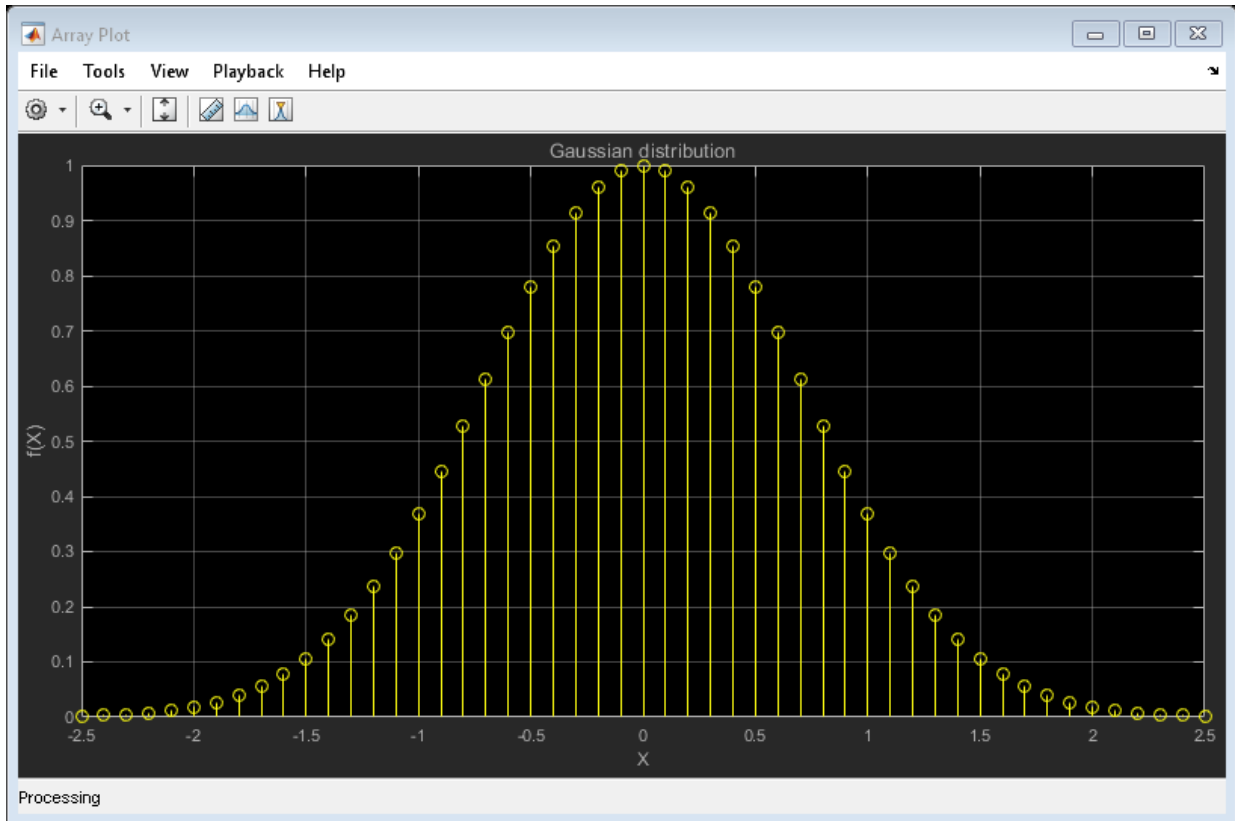 Array Plot
File Tools View Playback Help
Gaussian distribution
1
0.9
0.8
0.7
0.6
0.5
0.4
0.3
0.2
0.1
0
f(X)
-2.5 -2 -1.5 -1 -0.5 0 0.5 1 1.5 2 2.5
X
Processing